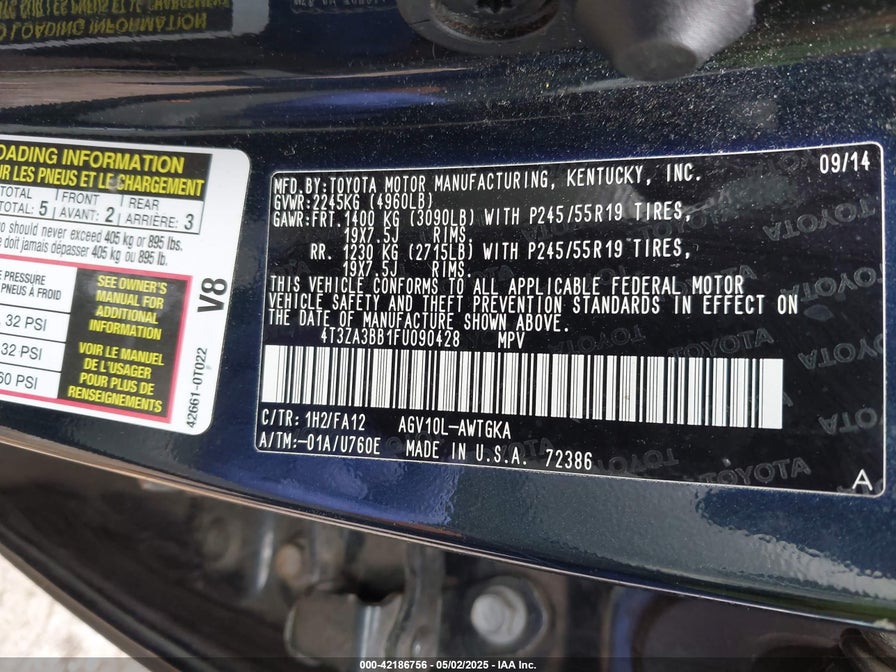 LOADING INFORMATION
LOADING INFORMATION
UR LES PNEUS ET LE CHARGEMENT
TOTAL FRONT REAR
TOTAL: 5 AVANT: 2 ARRIÈRE: 3
should never exceed 405 kg or 895 lbs.
doit jamais dépasser 405 kg ou 895 lb.
PRESSURE
PNEUS À FROID
32 PSI
32 PSI
60 PSI
SEE OWNER'S
MANUAL FOR
ADDITIONAL
INFORMATION
VOIR LE MANUEL
DE L'USAGER
POUR PLUS DE
RENSEIGNEMENTS
V8
42661-0T022
09/14
MFD.BY:TOYOTA MOTOR MANUFACTURING, KENTUCKY, INC.
GVWR:2245KG (4960LB)
GAWR:FRT. 1400 KG (3090LB) WITH P245/55R19 TIRES,
19X7.5J RIMS.
RR. 1230 KG (2715LB) WITH P245/55R19 TIRES,
19X7.5J RIMS.
THIS VEHICLE CONFORMS TO ALL APPLICABLE FEDERAL MOTOR
VEHICLE SAFETY AND THEFT PREVENTION STANDARDS IN EFFECT ON
THE DATE OF MANUFACTURE SHOWN ABOVE.
4T3ZA3BB1FU090428 MPV
C/TR: 1H2/FA12 AGV10L-AWTGKA
A/TM:-01A/U760E MADE IN U.S.A. 72386
A
000-42186756 - 05/02/2025 - IAA Inc.